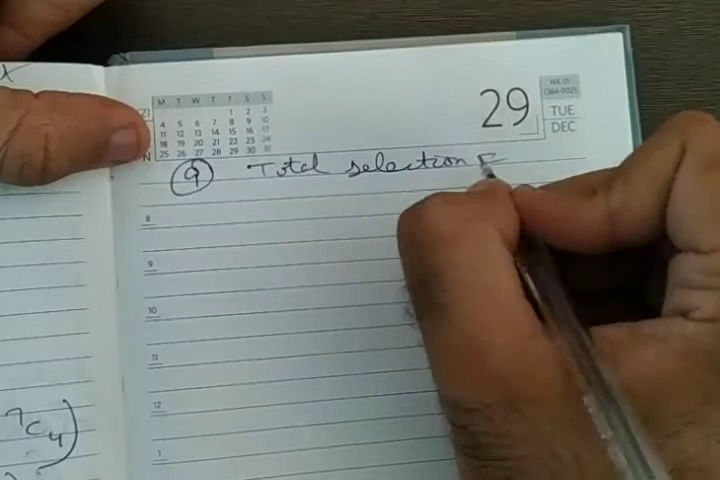 M T W T F S S
21 1 2 3
4 5 6 7 8 9 10
11 12 13 14 15 16 17
18 19 20 21 22 23 24
N 25 26 27 28 29 30 31
29
TUE
DEC
9 Total selection
8
9
10
11
12
1
7C4)